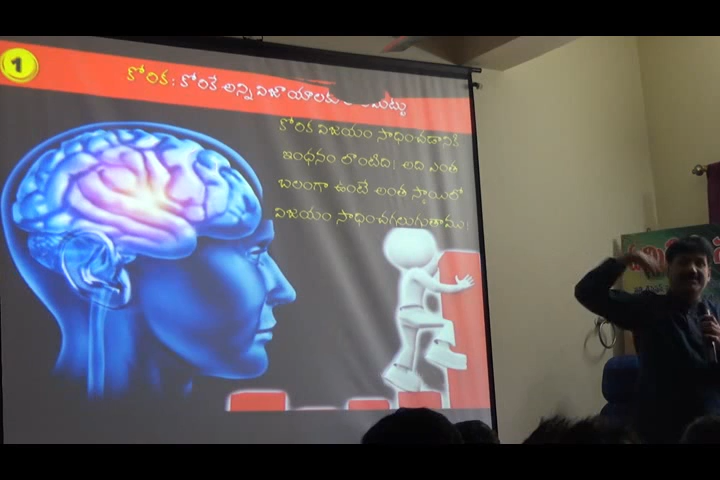 1
కోరిక: కోరికే అన్ని విజయాలకు
కోరిక విజయం సాధించడానికి
ఇంధనం లాంటిది! అది ఎంత
బలంగా ఉంటే అంత స్థాయిలో
విజయం సాధించగలుగుతాము!